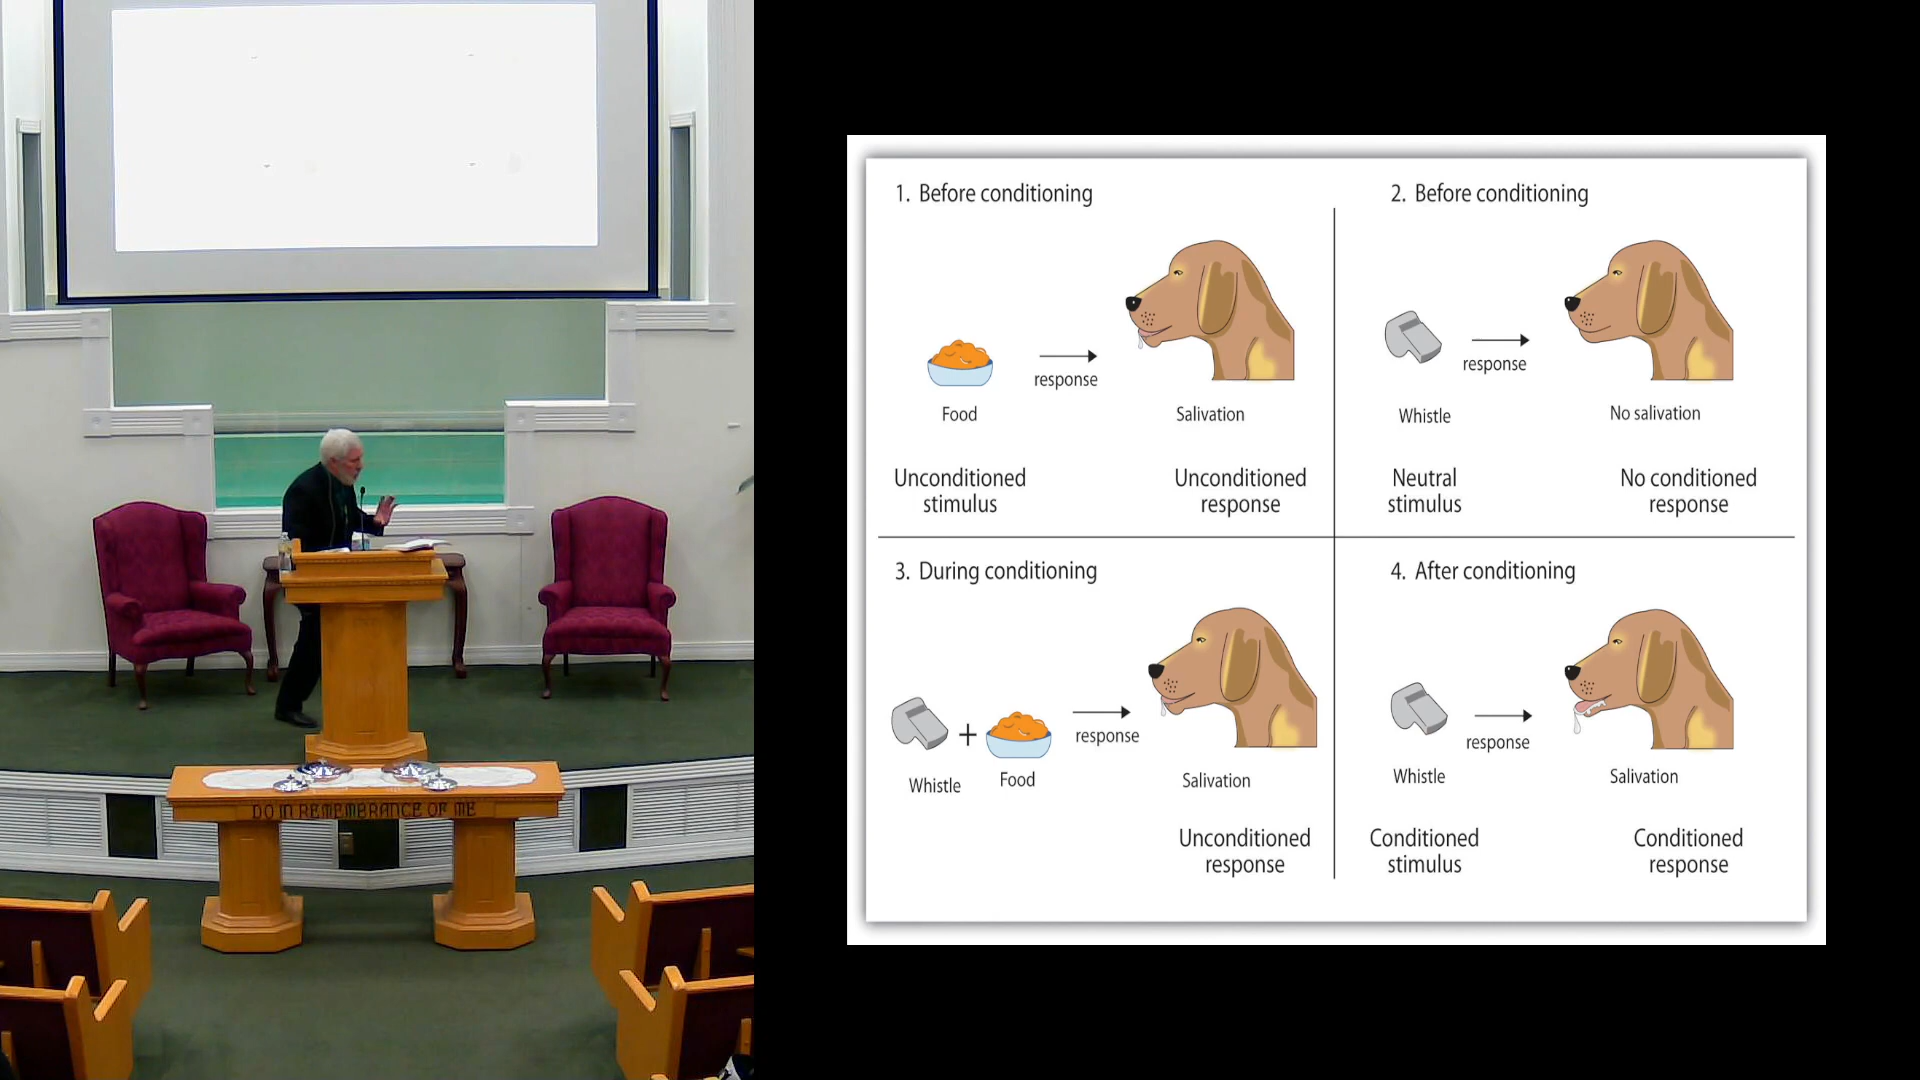 DO IN REMEMBRANCE OF ME
1. Before conditioning
response
Food
Salivation
Unconditioned
stimulus
Unconditioned
response
2. Before conditioning
response
Whistle
No salivation
Neutral
stimulus
No conditioned
response
3. During conditioning
+
response
Whistle
Food
Salivation
Unconditioned
response
4. After conditioning
response
Whistle
Salivation
Conditioned
stimulus
Conditioned
response